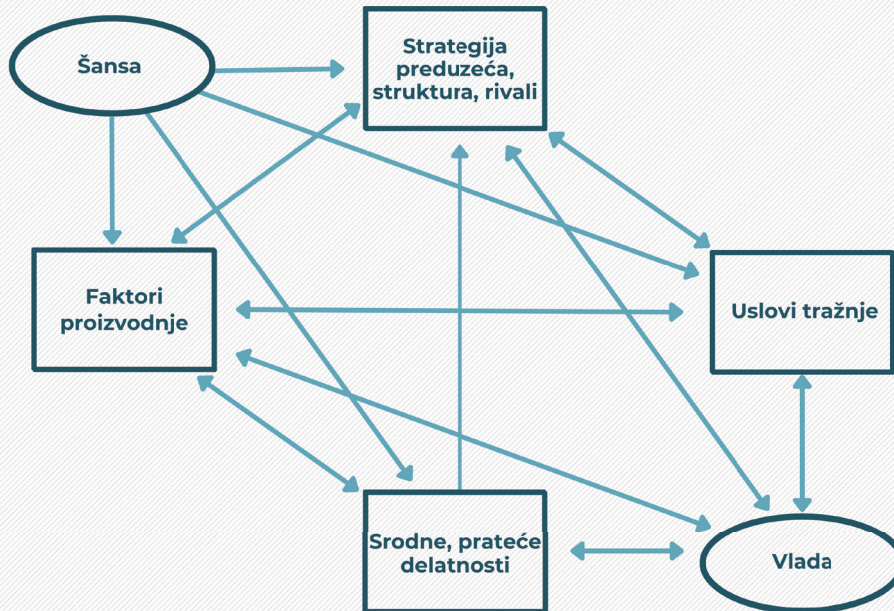 Šansa
Strategija
preduzeća,
struktura, rivali
Faktori
proizvodnje
Uslovi tražnje
Srodne, prateće
delatnosti
Vlada